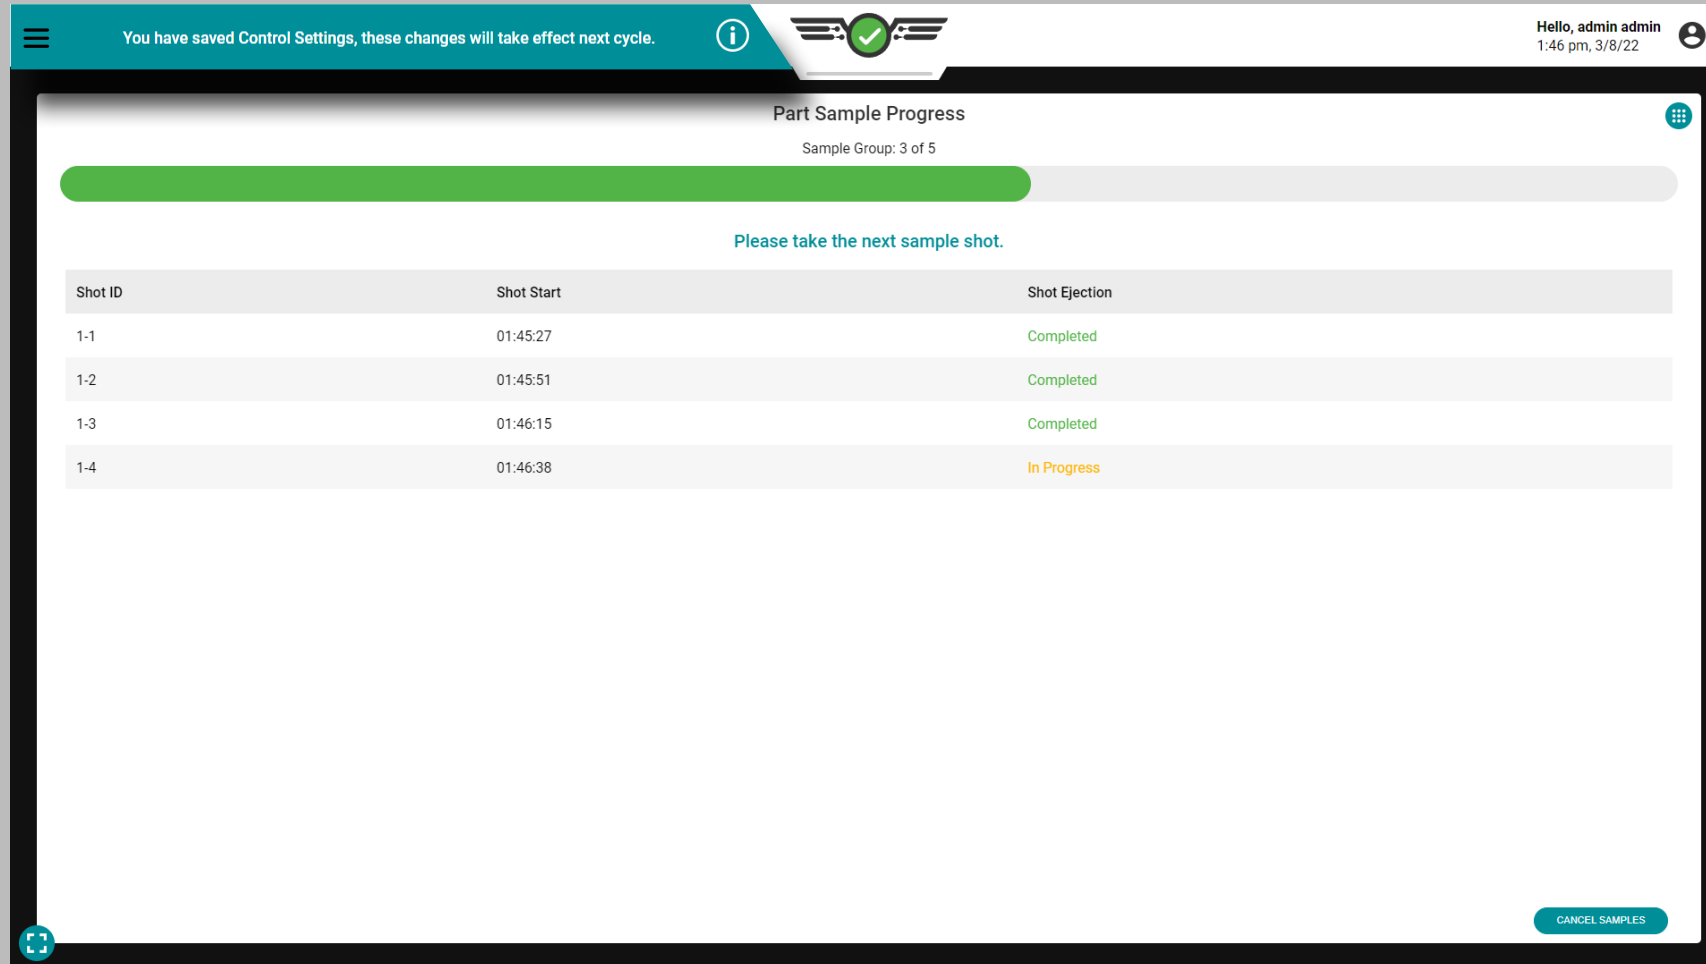 You have saved Control Settings, these changes will take effect next cycle.
Hello, admin admin
1:46 pm, 3/8/22
Part Sample Progress
Sample Group: 3 of 5
Please take the next sample shot.
Shot ID Shot Start Shot Ejection
1-1 01:45:27 Completed
1-2 01:45:51 Completed
1-3 01:46:15 Completed
1-4 01:46:38 In Progress
CANCEL SAMPLES